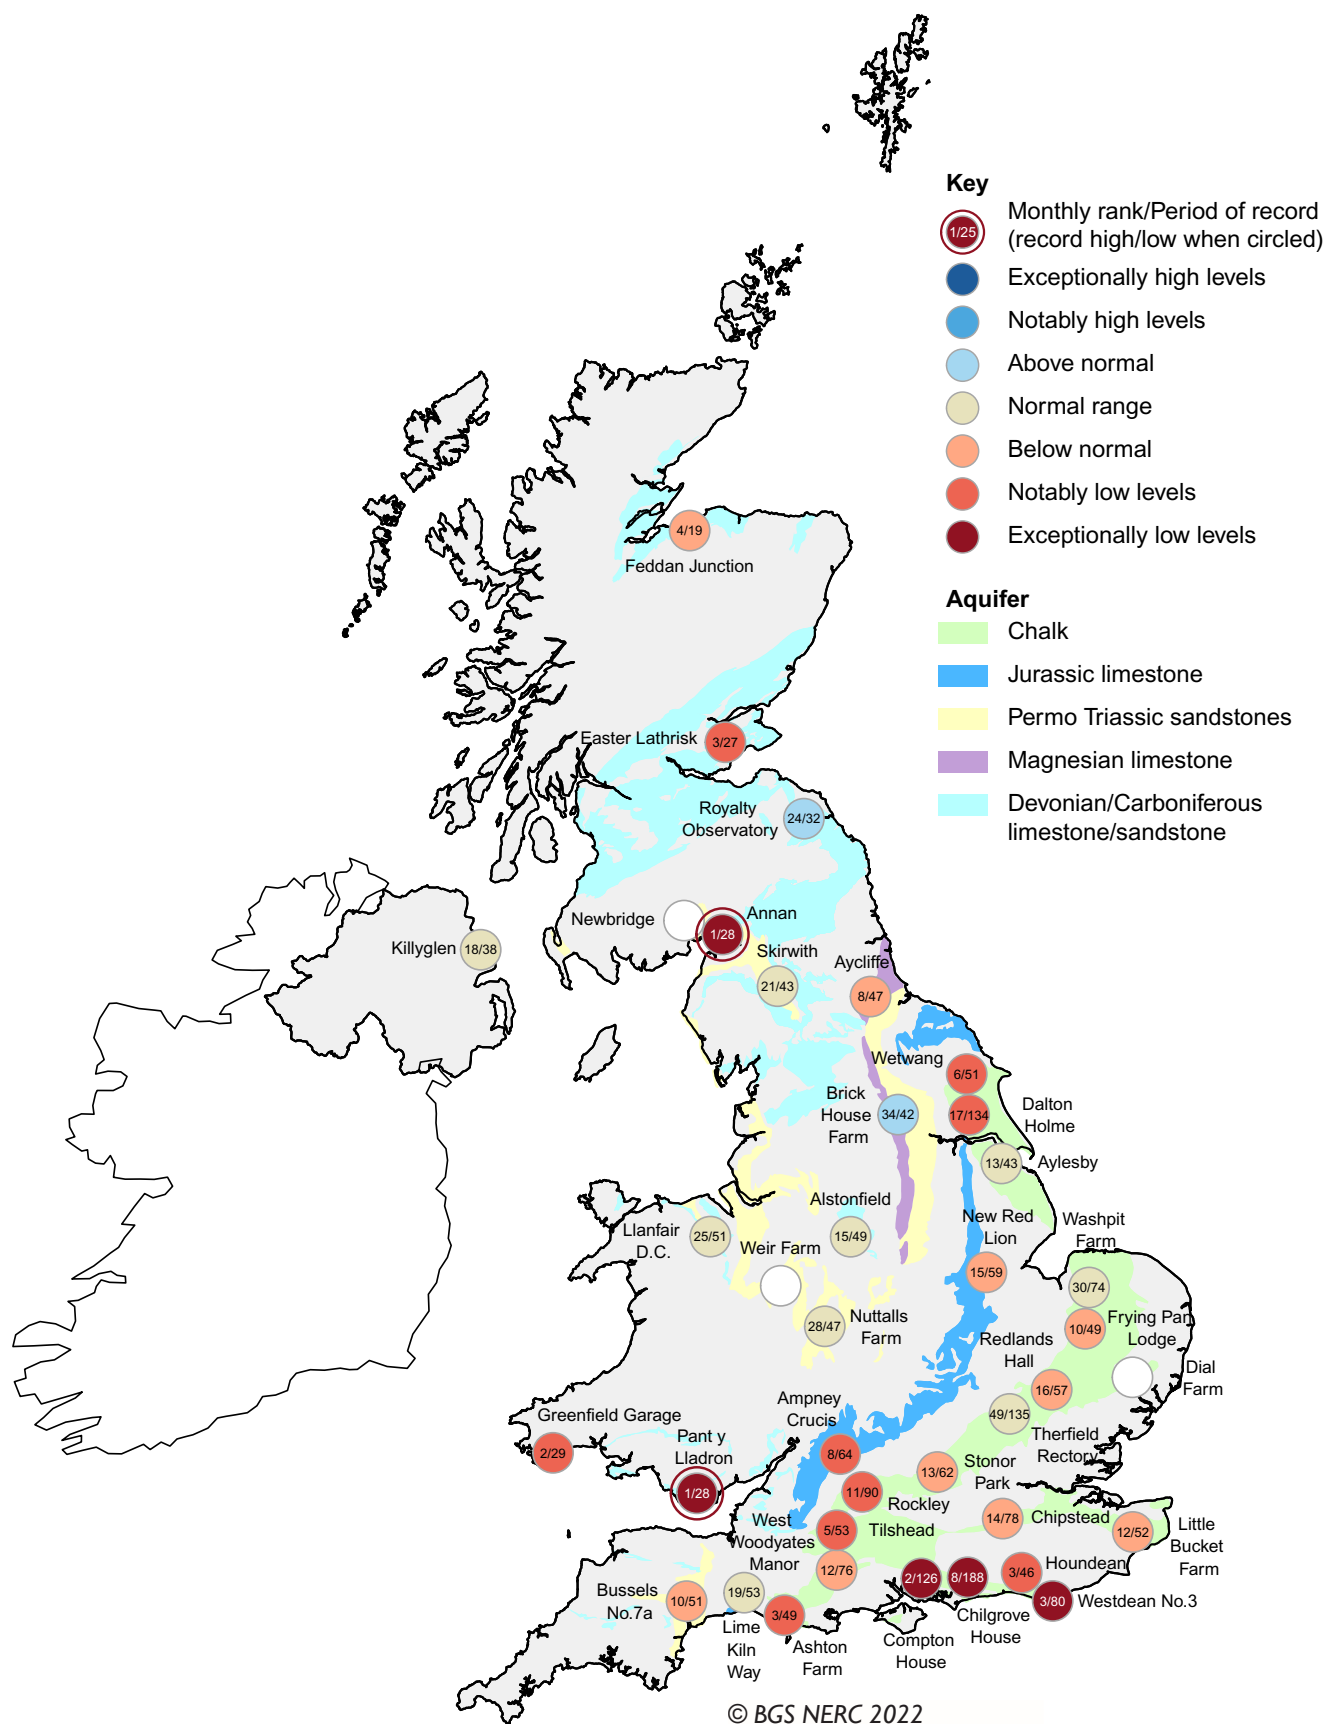 Key
1/25
Monthly rank/Period of record
(record high/low when circled)
Exceptionally high levels
Notably high levels
Above normal
Normal range
Below normal
Notably low levels
Exceptionally low levels
Aquifer
Chalk
Jurassic limestone
Permo Triassic sandstones
Magnesian limestone
Devonian/Carboniferous
limestone/sandstone
4/19
Feddan Junction
Easter Lathrisk
3/27
Royalty
Observatory
24/32
Newbridge
Annan
1/28
Killyglen
18/38
Skirwith
21/43
Aycliffe
8/47
Wetwang
6/51
Brick
House
Farm
34/42
17/134
Dalton
Holme
13/43
Aylesby
Llanfair
D.C.
25/51
Alstonfield
15/49
Weir Farm
New Red
Lion
15/59
Washpit
Farm
30/74
Nuttalls
Farm
28/47
Frying Pan
Lodge
10/49
Redlands
Hall
16/57
Dial
Farm
49/135
Therfield
Rectory
Ampney
Crucis
8/64
Greenfield Garage
2/29
Pant y
Lladron
1/28
Stonor
Park
13/62
11/90
Rockley
West
Woodyates
Manor
12/76
5/53
Tilshead
14/78
Chipstead
12/52
Little
Bucket
Farm
Bussels
No.7a
10/51
19/53
Lime
Kiln
Way
3/49
Ashton
Farm
2/126
Compton
House
8/188
Chilgrove
House
3/46
Houndean
3/80
Westdean No.3
© BGS NERC 2022